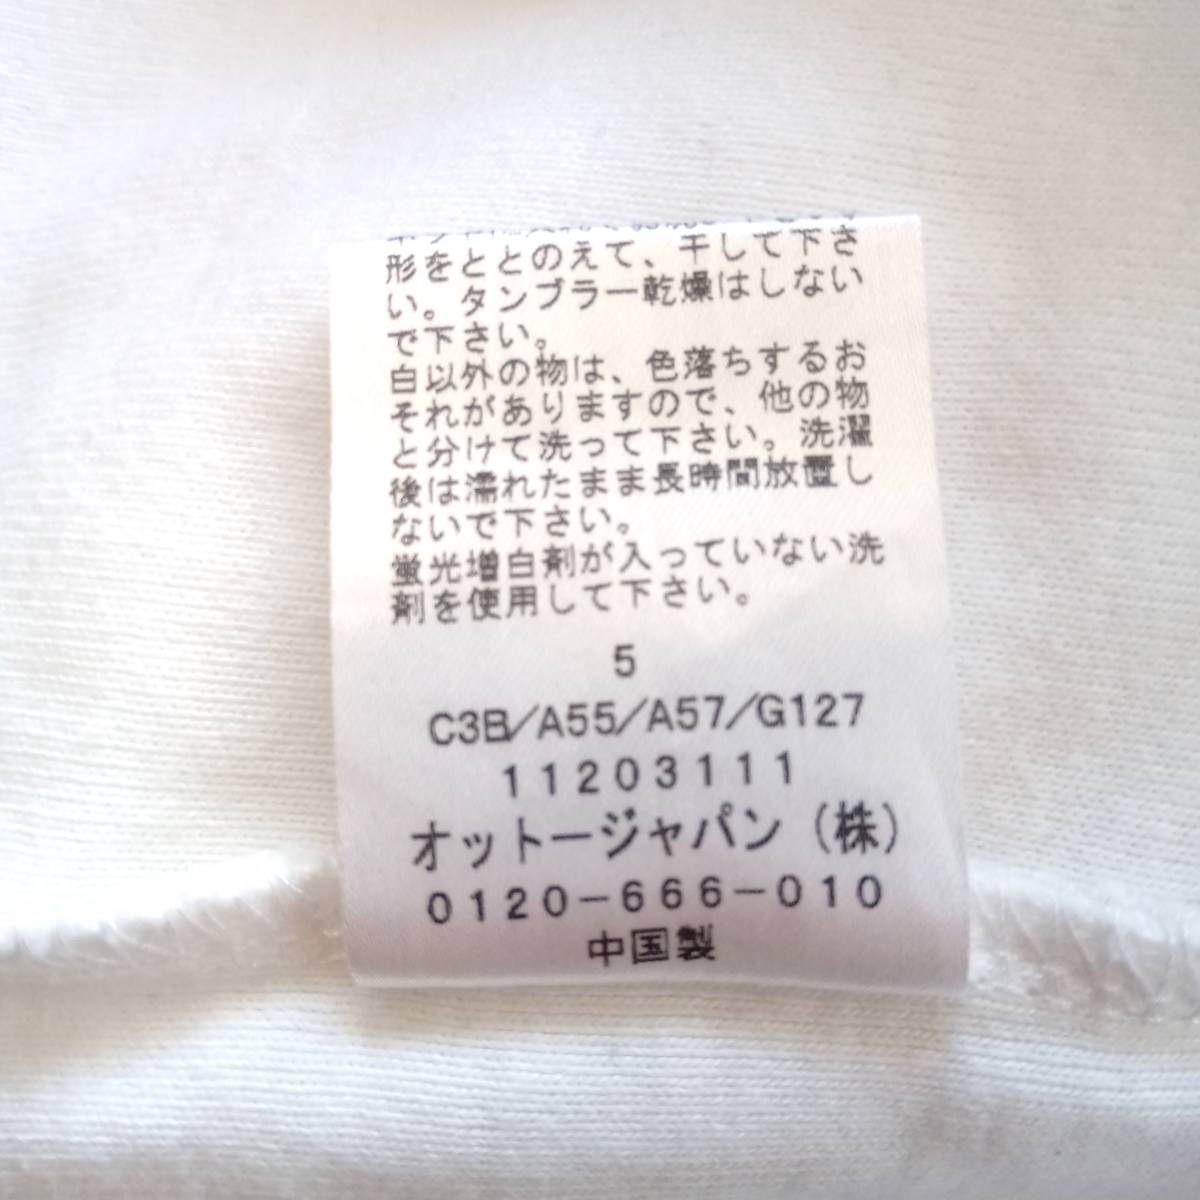 形をととのえて、干して下さ
い。タンブラー乾燥はしない
で下さい。
白以外の物は、色落ちするお
それがありますので、他の物
と分けて洗って下さい。洗濯
後は濡れたまま長時間放置し
ないで下さい。
蛍光増白剤が入っていない洗
剤を使用して下さい。
5
C3B/A55/A57/G127
11203111
オットージャパン（株）
0120-666-010
中国製